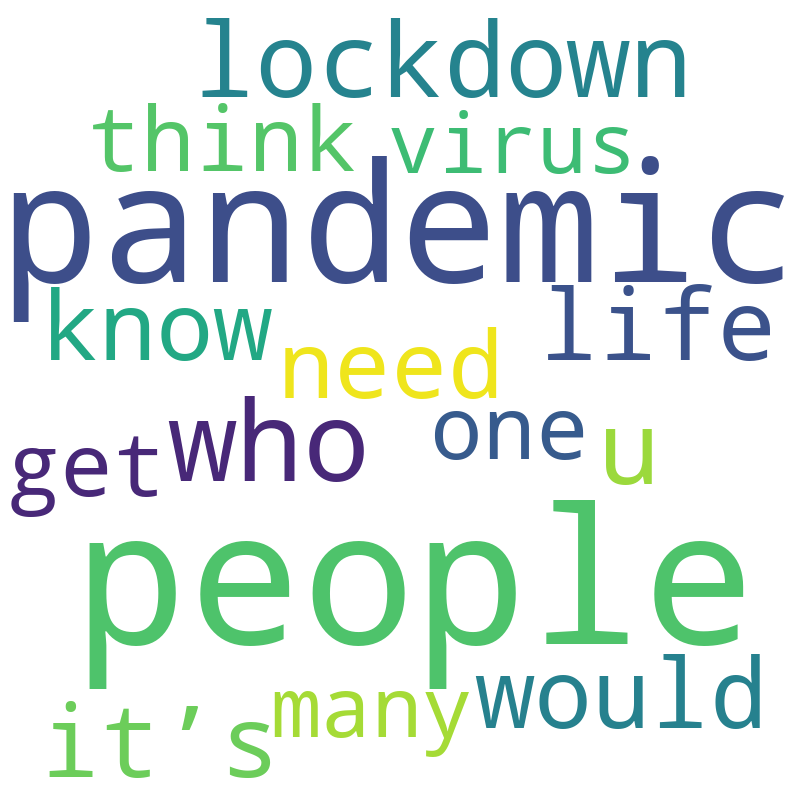 lockdown
think virus
pandemic
know life
need
who one u
get
people
would
many
it’s